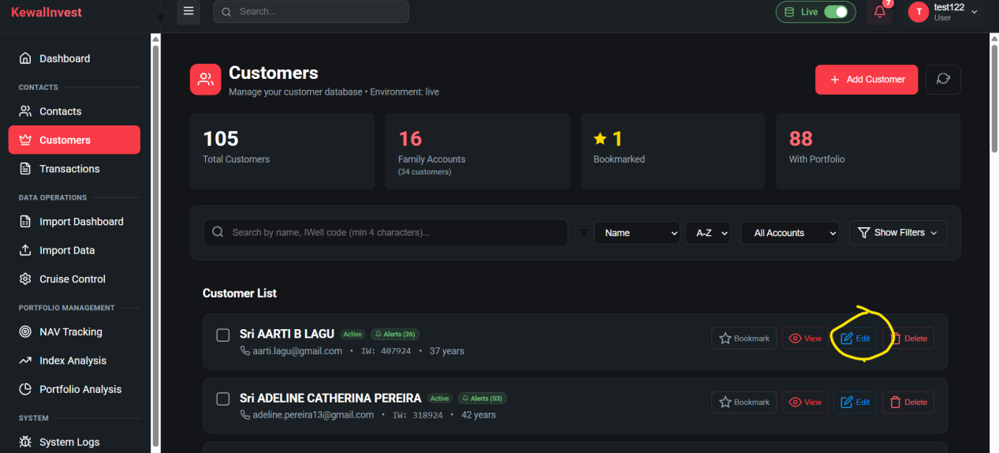 KewalInvest
Search...
Live
7
T
test122
User
Dashboard
CONTACTS
Contacts
Customers
Transactions
DATA OPERATIONS
Import Dashboard
Import Data
Cruise Control
PORTFOLIO MANAGEMENT
NAV Tracking
Index Analysis
Portfolio Analysis
SYSTEM
System Logs
Customers
Manage your customer database • Environment: live
+ Add Customer
105
Total Customers
16
Family Accounts
(34 customers)
1
Bookmarked
88
With Portfolio
Search by name, IWell code (min 4 characters)...
Name
A-Z
All Accounts
Show Filters
Customer List
Sri AARTI B LAGU Active Alerts (26)
aarti.lagu@gmail.com • IW: 407924 • 37 years
Bookmark View Edit Delete
Sri ADELINE CATHERINA PEREIRA Active Alerts (53)
adeline.pereira13@gmail.com • IW: 318924 • 42 years
Bookmark View Edit Delete